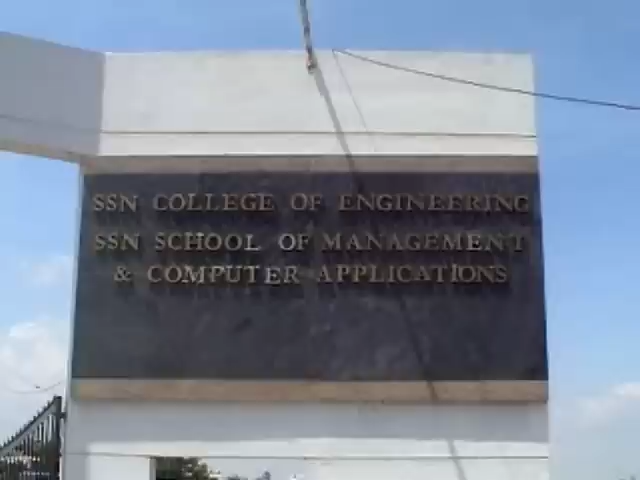 SSN COLLEGE OF ENGINEERING
SSN SCHOOL OF MANAGEMENT
& COMPUTER APPLICATIONS